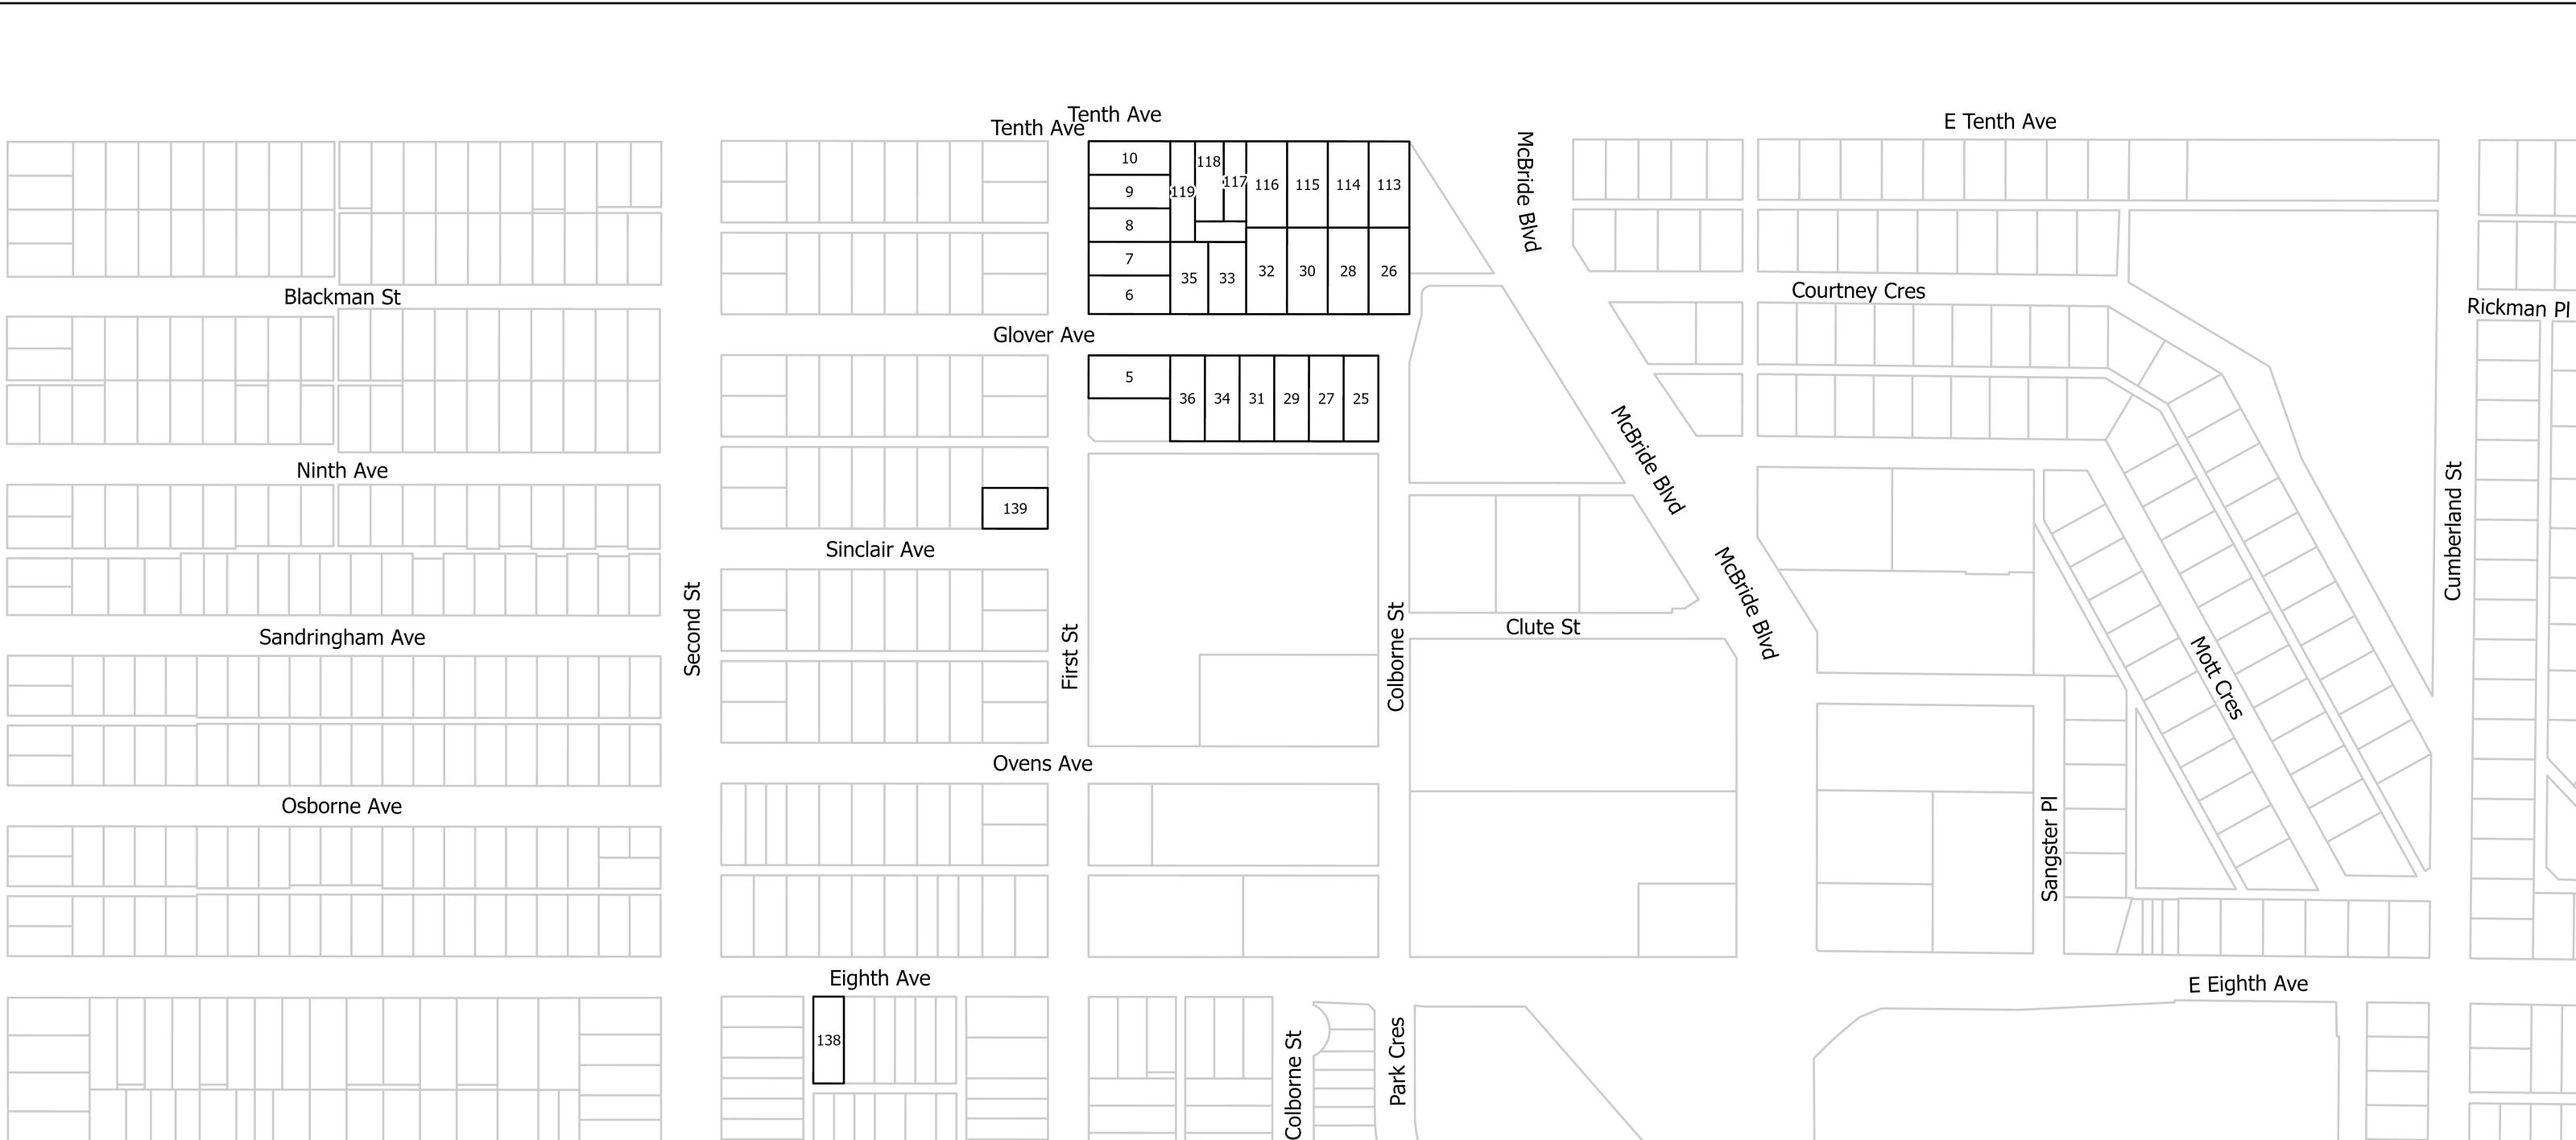 Tenth Ave
Tenth Ave
E Tenth Ave
McBride Blvd
10
118
9
119
117
116
115
114
113
8
7
35
33
32
30
28
26
6
Blackman St
Courtney Cres
Rickman Pl
Glover Ave
5
36
34
31
29
27
25
McBride Blvd
Ninth Ave
Cumberland St
139
Sinclair Ave
McBride Blvd
Second St
First St
Colborne St
Clute St
Sandringham Ave
Mott Cres
Ovens Ave
Osborne Ave
Sangster Pl
Eighth Ave
E Eighth Ave
138
Colborne St
Park Cres